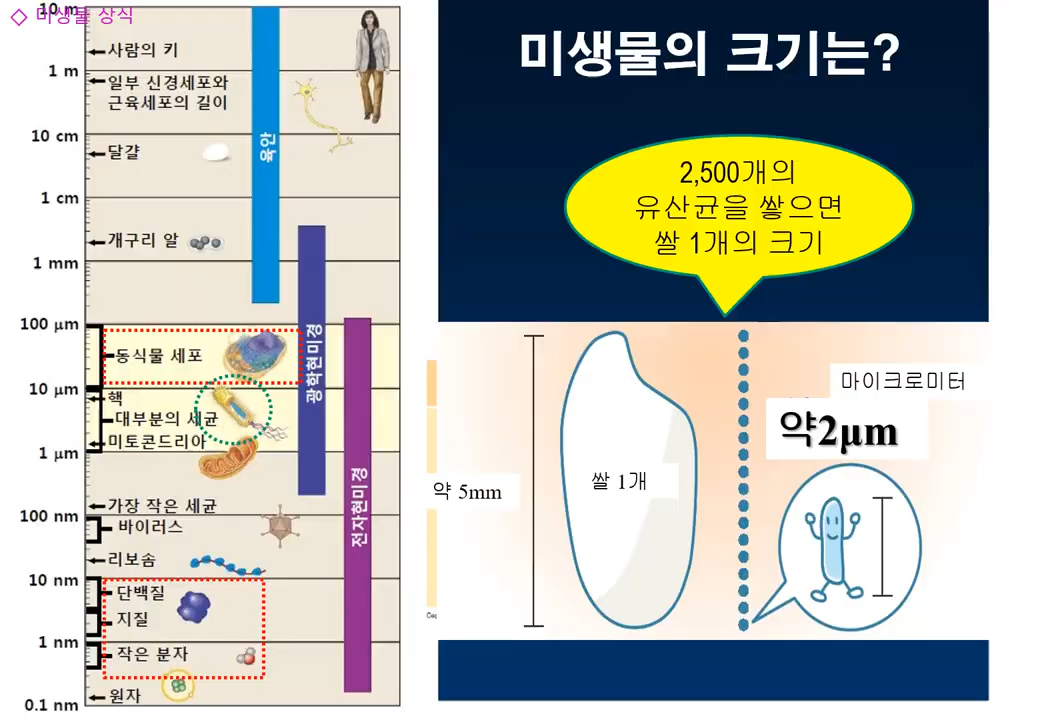 ◇ 미생물 상식
10 m
사람의 키
1 m
일부 신경세포와
근육세포의 길이
10 cm
달걀
1 cm
개구리 알
1 mm
100 μm
동식물 세포
10 μm
핵
대부분의 세균
미토콘드리아
1 μm
가장 작은 세균
100 nm
바이러스
리보솜
10 nm
단백질
지질
1 nm
작은 분자
원자
0.1 nm
육안
광학현미경
전자현미경
미생물의 크기는?
2,500개의
유산균을 쌓으면
쌀 1개의 크기
마이크로미터
약2μm
약 5mm
쌀 1개